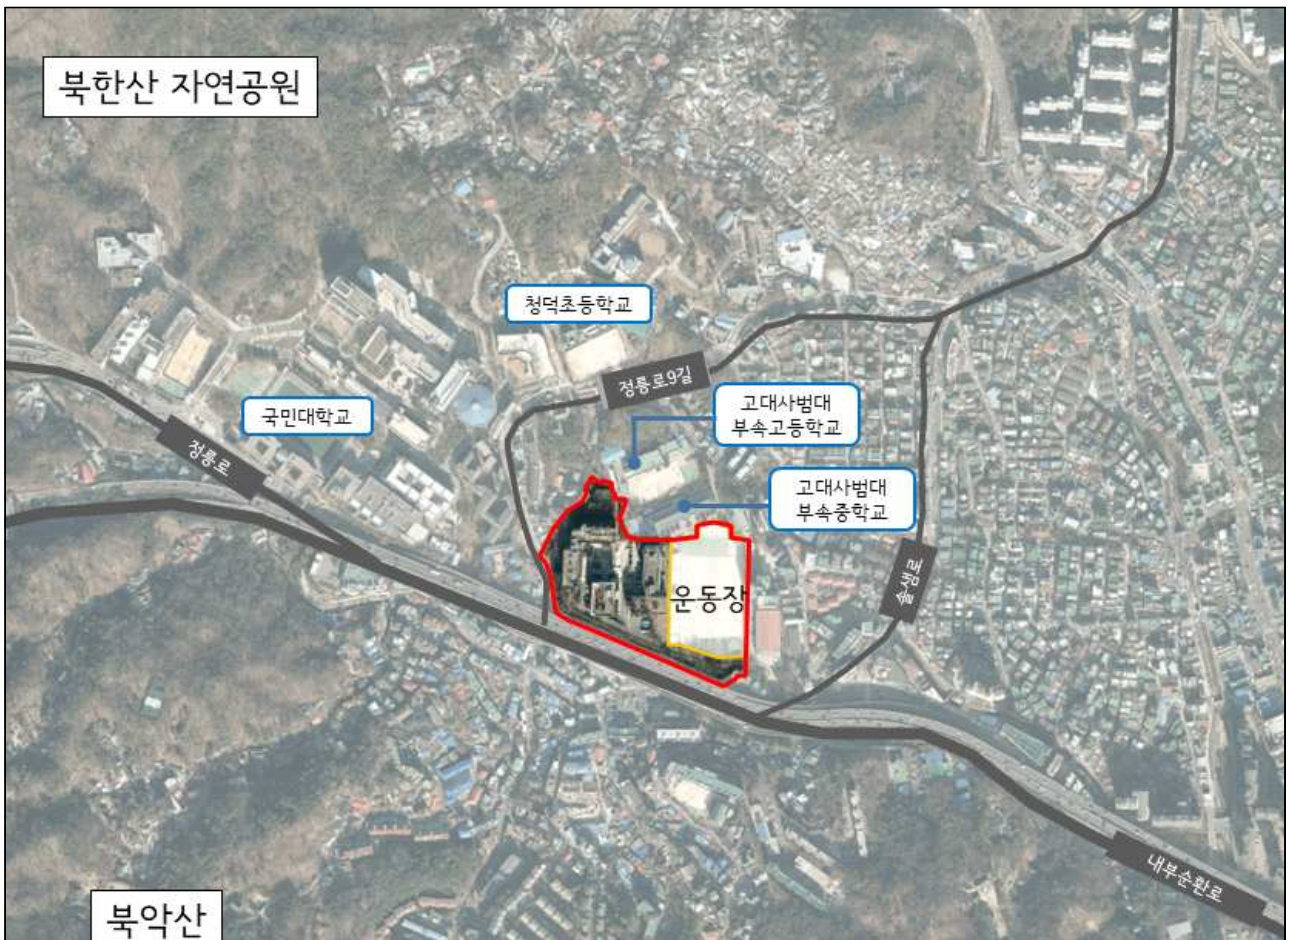 북한산 자연공원
청덕초등학교
정릉로9길
고대사범대
부속고등학교
국민대학교
정릉로
고대사범대
부속중학교
솔샘로
운동장
내부순환로
북악산